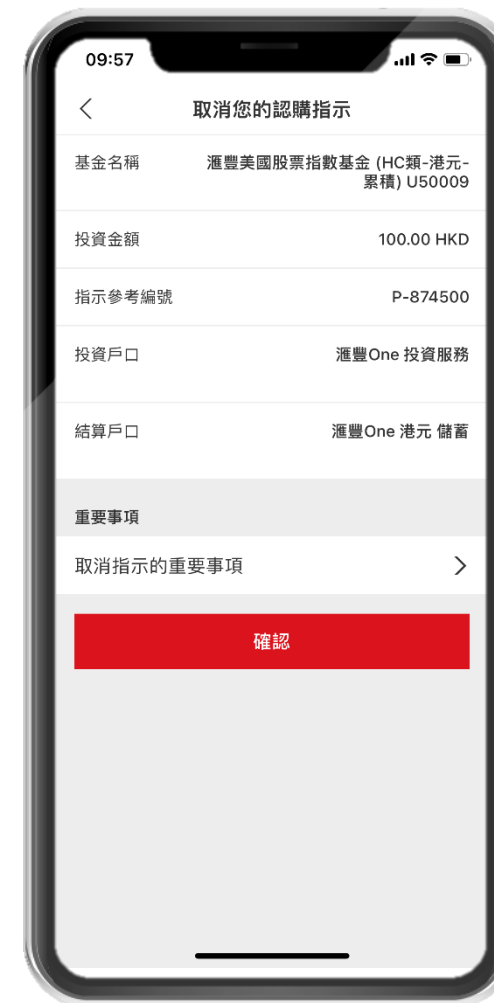 09:57
取消您的認購指示
基金名稱
滙豐美國股票指數基金 (HC類-港元-
累積) U50009
投資金額
100.00 HKD
指示參考編號
P-874500
投資戶口
滙豐One 投資服務
結算戶口
滙豐One 港元 儲蓄
重要事項
取消指示的重要事項
確認